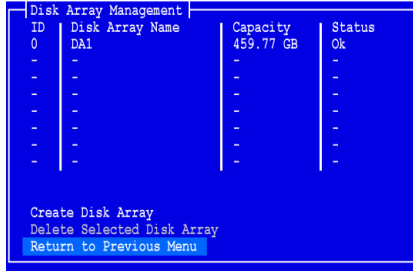 Disk Array Management
ID Disk Array Name Capacity Status
0 DA1 459.77 GB Ok
- - - -
- - - -
- - - -
- - - -
- - - -
- - - -
- - - -
Create Disk Array
Delete Selected Disk Array
Return to Previous Menu